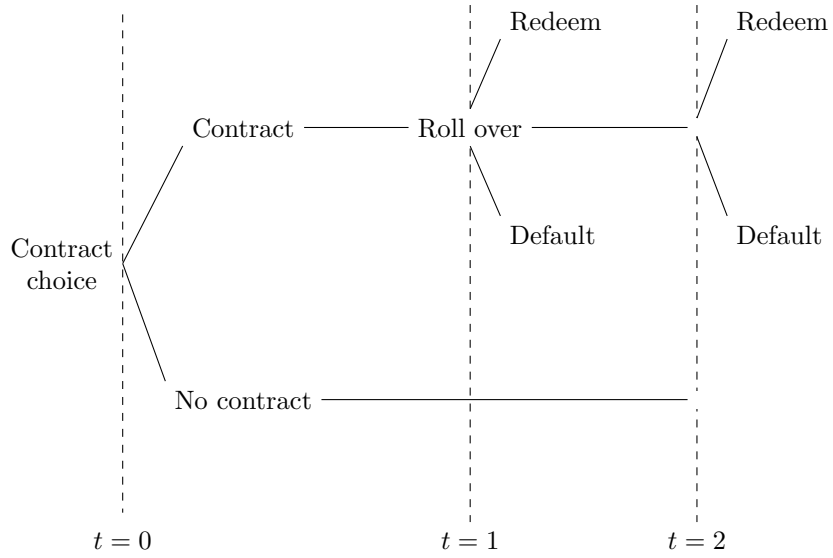 Redeem
Redeem
Contract
Roll over
Default
Default
Contract
choice
No contract
t = 0
t = 1
t = 2